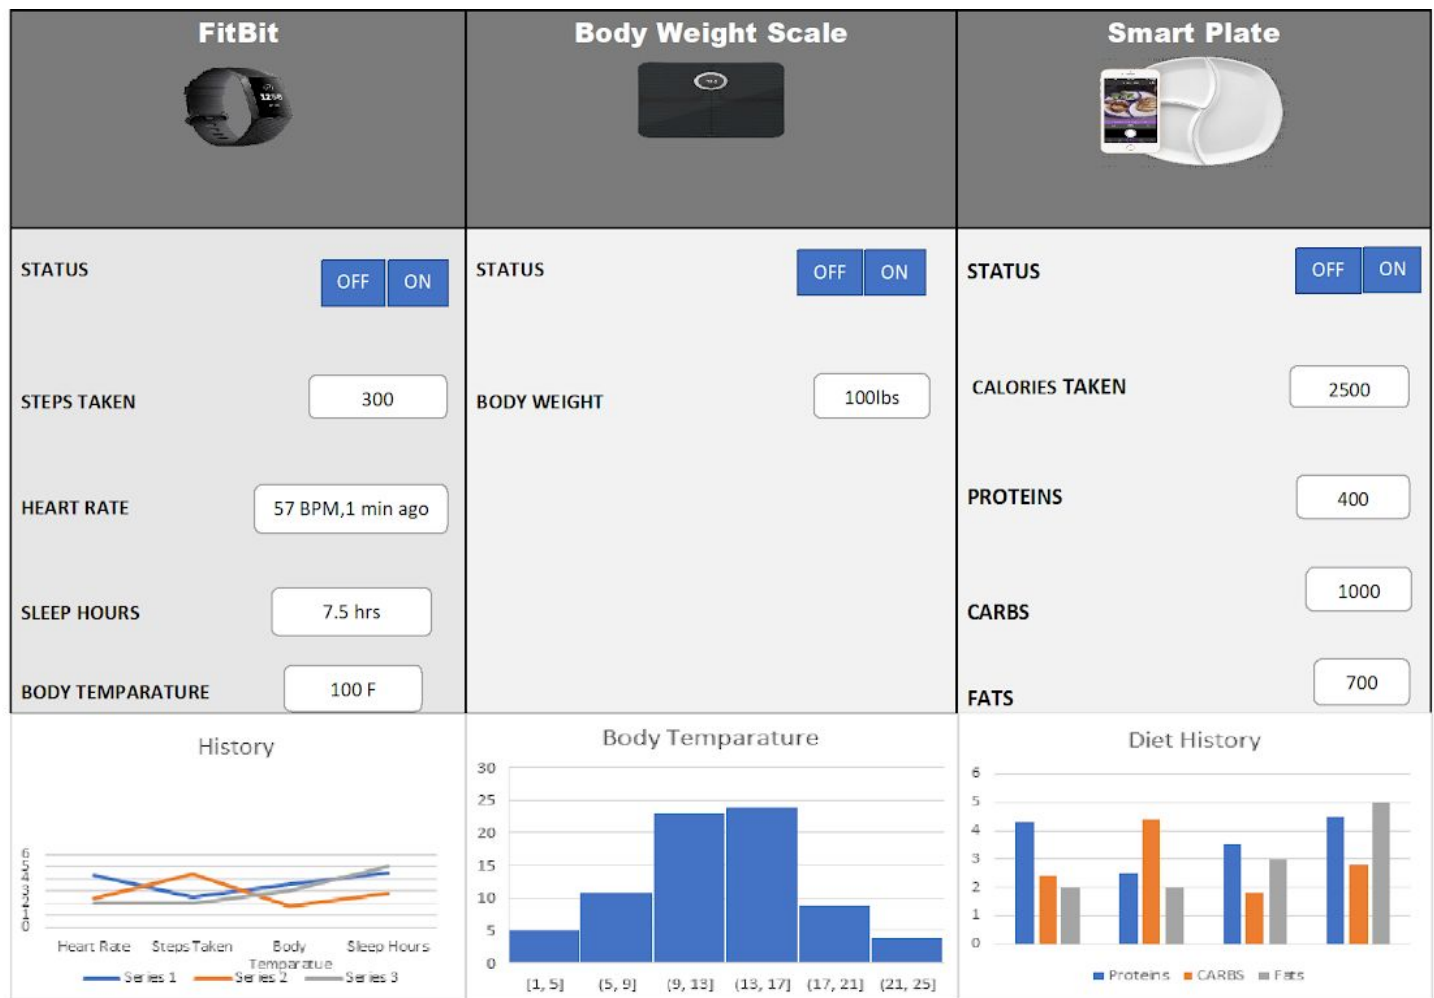 FitBit
Body Weight Scale
Smart Plate
STATUS
OFF ON
STEPS TAKEN
300
HEART RATE
57 BPM,1 min ago
SLEEP HOURS
7.5 hrs
BODY TEMPARATURE
100 F
STATUS
OFF ON
BODY WEIGHT
100lbs
STATUS
OFF ON
CALORIES TAKEN
2500
PROTEINS
400
CARBS
1000
FATS
700
History
6
5
4
3
2
1
0
Heart Rate Steps Taken Body Sleep Hours
Temparatue
Series 1 Series 2 Series 3
Body Temparature
30
25
20
15
10
5
0
[1, 5] (5, 9] (9, 13] (13, 17] (17, 21] (21, 25]
Diet History
6
5
4
3
2
1
0
Proteins CARBS Fats